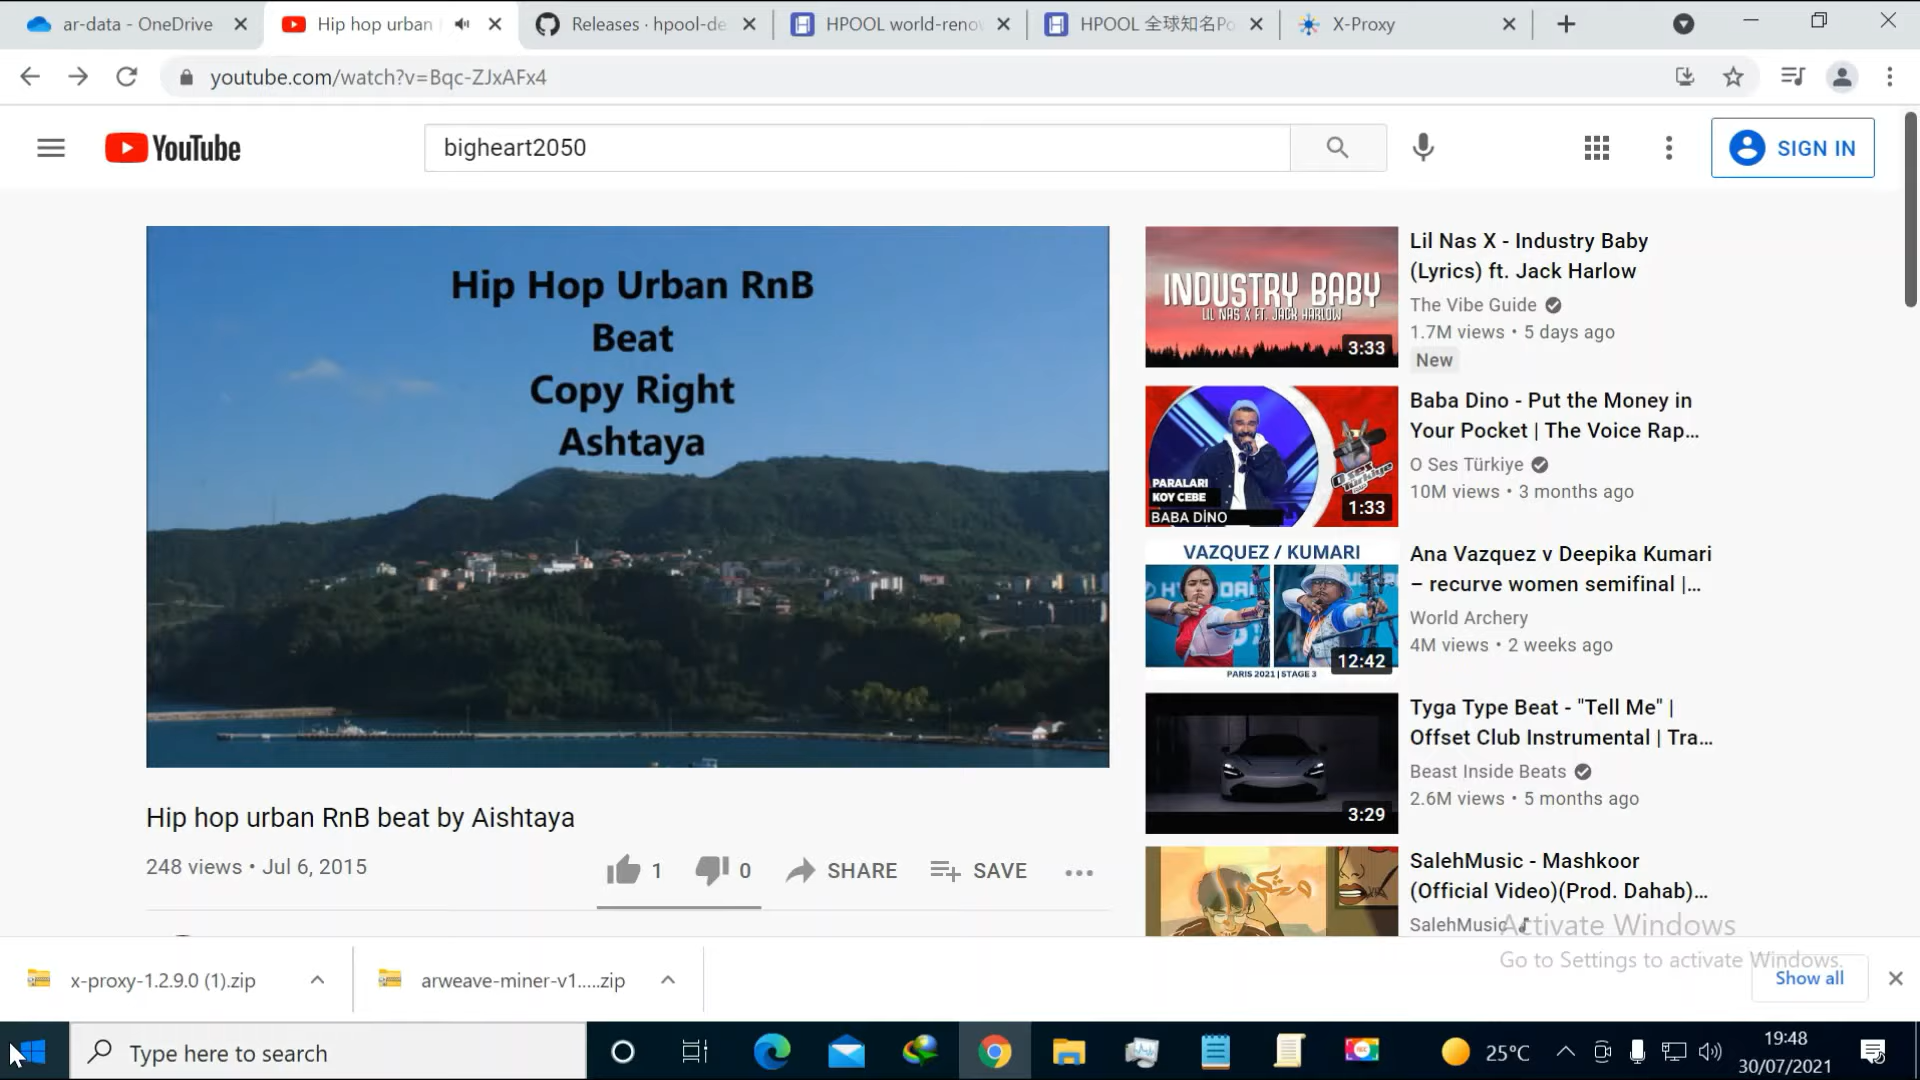 ar-data - OneDrive
Hip hop urban
Releases · hpool-de
HPOOL world-reno
HPOOL 全球知名Po
X-Proxy
youtube.com/watch?v=Bqc-ZJxAFx4
YouTube
bigheart2050
SIGN IN
Hip Hop Urban RnB
Beat
Copy Right
Ashtaya
Hip hop urban RnB beat by Aishtaya
248 views • Jul 6, 2015
1
0
SHARE
SAVE
INDUSTRY BABY
LIL NAS X FT. JACK HARLOW
3:33
Lil Nas X - Industry Baby
(Lyrics) ft. Jack Harlow
The Vibe Guide
1.7M views • 5 days ago
New
PARALARI
KOY CEBE
BABA DİNO
O Ses
Türkiye
1:33
Baba Dino - Put the Money in
Your Pocket | The Voice Rap...
O Ses Türkiye
10M views • 3 months ago
VAZQUEZ / KUMARI
12:42
PARIS 2021 | STAGE 3
Ana Vazquez v Deepika Kumari
– recurve women semifinal |...
World Archery
4M views • 2 weeks ago
3:29
Tyga Type Beat - "Tell Me" |
Offset Club Instrumental | Tra...
Beast Inside Beats
2.6M views • 5 months ago
SalehMusic - Mashkoor
(Official Video)(Prod. Dahab)...
SalehMusic
Activate Windows
Go to Settings to activate Windows.
x-proxy-1.2.9.0 (1).zip
arweave-miner-v1.....zip
Show all
Type here to search
25°C
19:48
30/07/2021